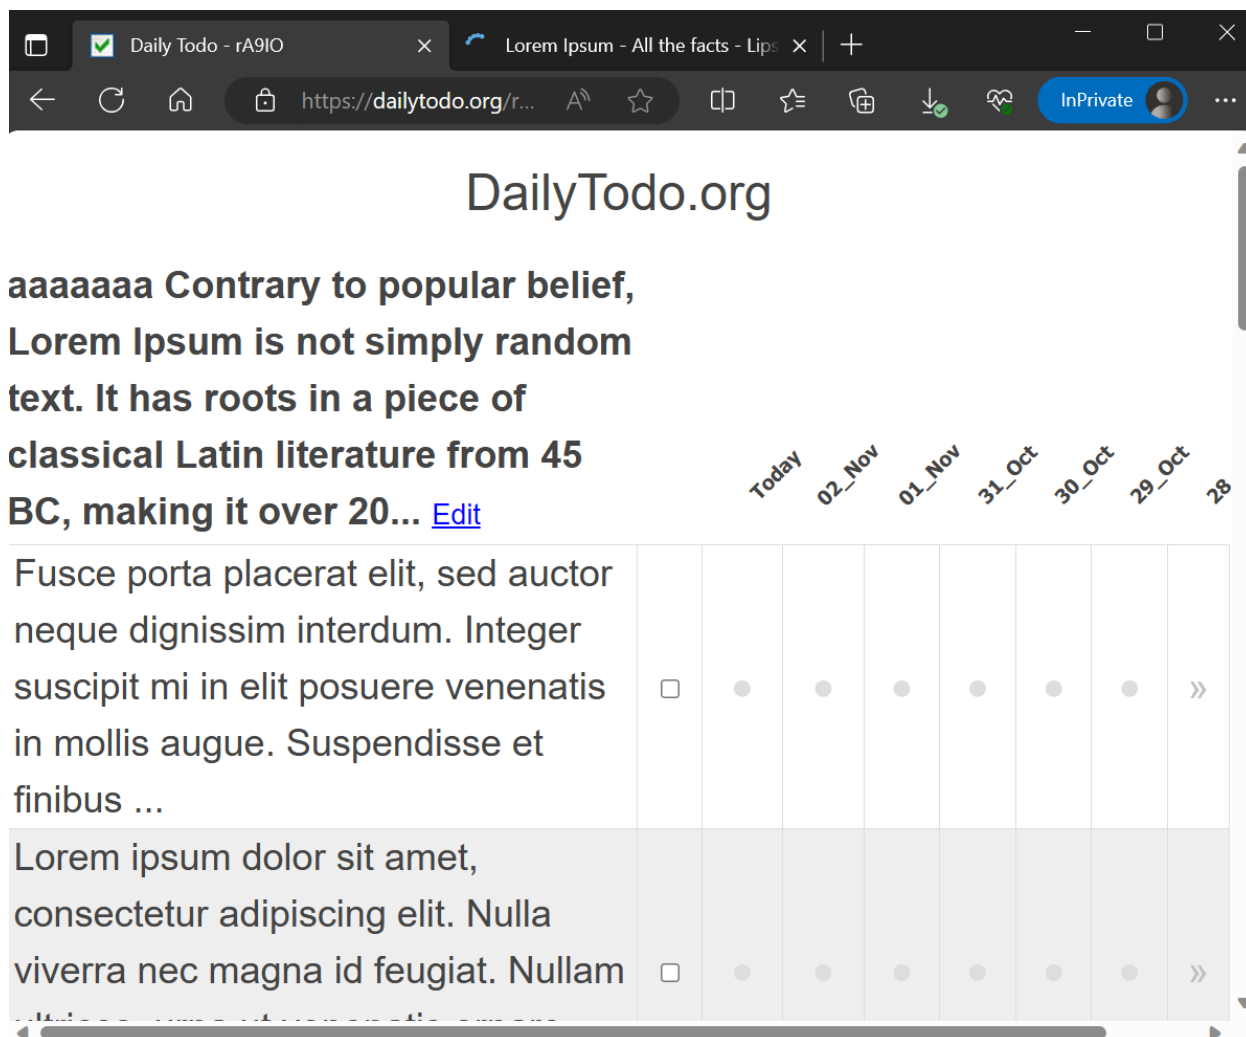 Daily Todo - rA9IO
Lorem Ipsum - All the facts - Lips
https://dailytodo.org/r...
InPrivate
DailyTodo.org
aaaaaaa Contrary to popular belief,
Lorem Ipsum is not simply random
text. It has roots in a piece of
classical Latin literature from 45
BC, making it over 20... Edit
Today 02_Nov 01_Nov 31_Oct 30_Oct 29_Oct 28
Fusce porta placerat elit, sed auctor
neque dignissim interdum. Integer
suscipit mi in elit posuere venenatis
in mollis augue. Suspendisse et
finibus ...
»
Lorem ipsum dolor sit amet,
consectetur adipiscing elit. Nulla
viverra nec magna id feugiat. Nullam
»